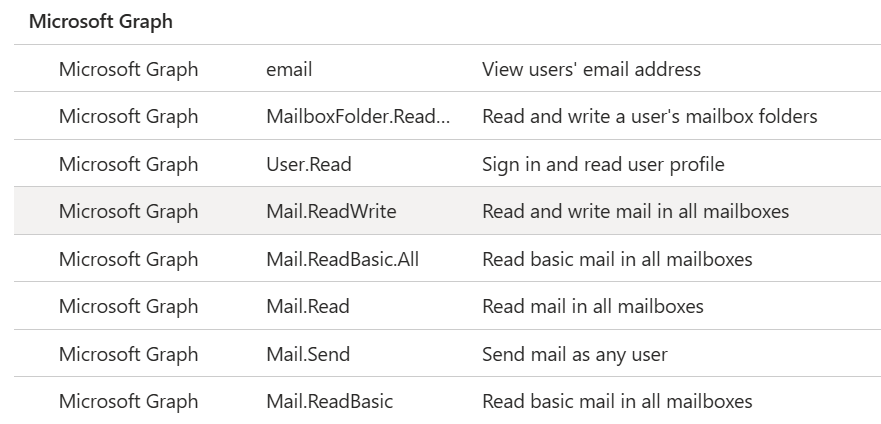 Microsoft Graph
Microsoft Graph email View users' email address
Microsoft Graph MailboxFolder.Read... Read and write a user's mailbox folders
Microsoft Graph User.Read Sign in and read user profile
Microsoft Graph Mail.ReadWrite Read and write mail in all mailboxes
Microsoft Graph Mail.ReadBasic.All Read basic mail in all mailboxes
Microsoft Graph Mail.Read Read mail in all mailboxes
Microsoft Graph Mail.Send Send mail as any user
Microsoft Graph Mail.ReadBasic Read basic mail in all mailboxes